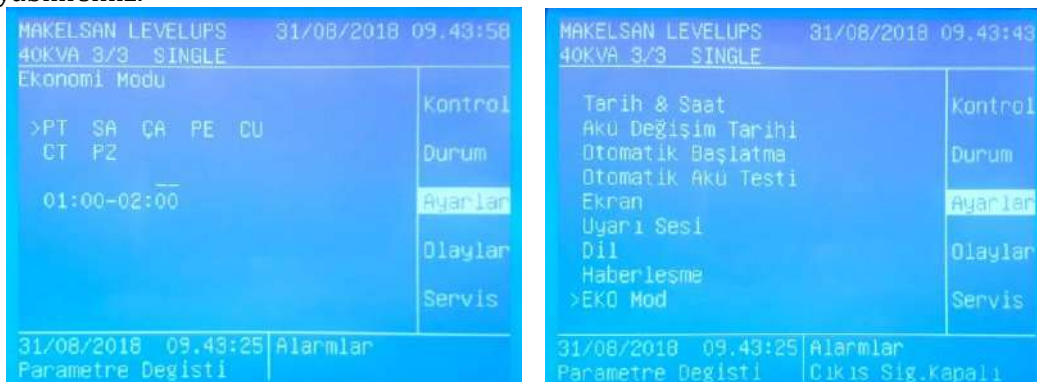 MAKELSAN LEVELUPS 31/08/2018 09.43:58
40KVA 3/3 SINGLE
Ekonomi Modu
>PT SA ÇA PE CU
CT PZ
01:00-02:00
Kontrol
Durum
Ayarlar
Olaylar
Servis
31/08/2018 09.43:25 Alarmlar
Parametre Degisti
MAKELSAN LEVELUPS 31/08/2018 09.43:43
40KVA 3/3 SINGLE
Tarih & Saat
Akü Değişim Tarihi
Otomatik Başlatma
Otomatik Akü Testi
Ekran
Uyarı Sesi
Dil
Haberleşme
>EKO Mod
Kontrol
Durum
Ayarlar
Olaylar
Servis
31/08/2018 09.43:25 Alarmlar
Parametre Degisti Cıkıs Sig.Kapalı